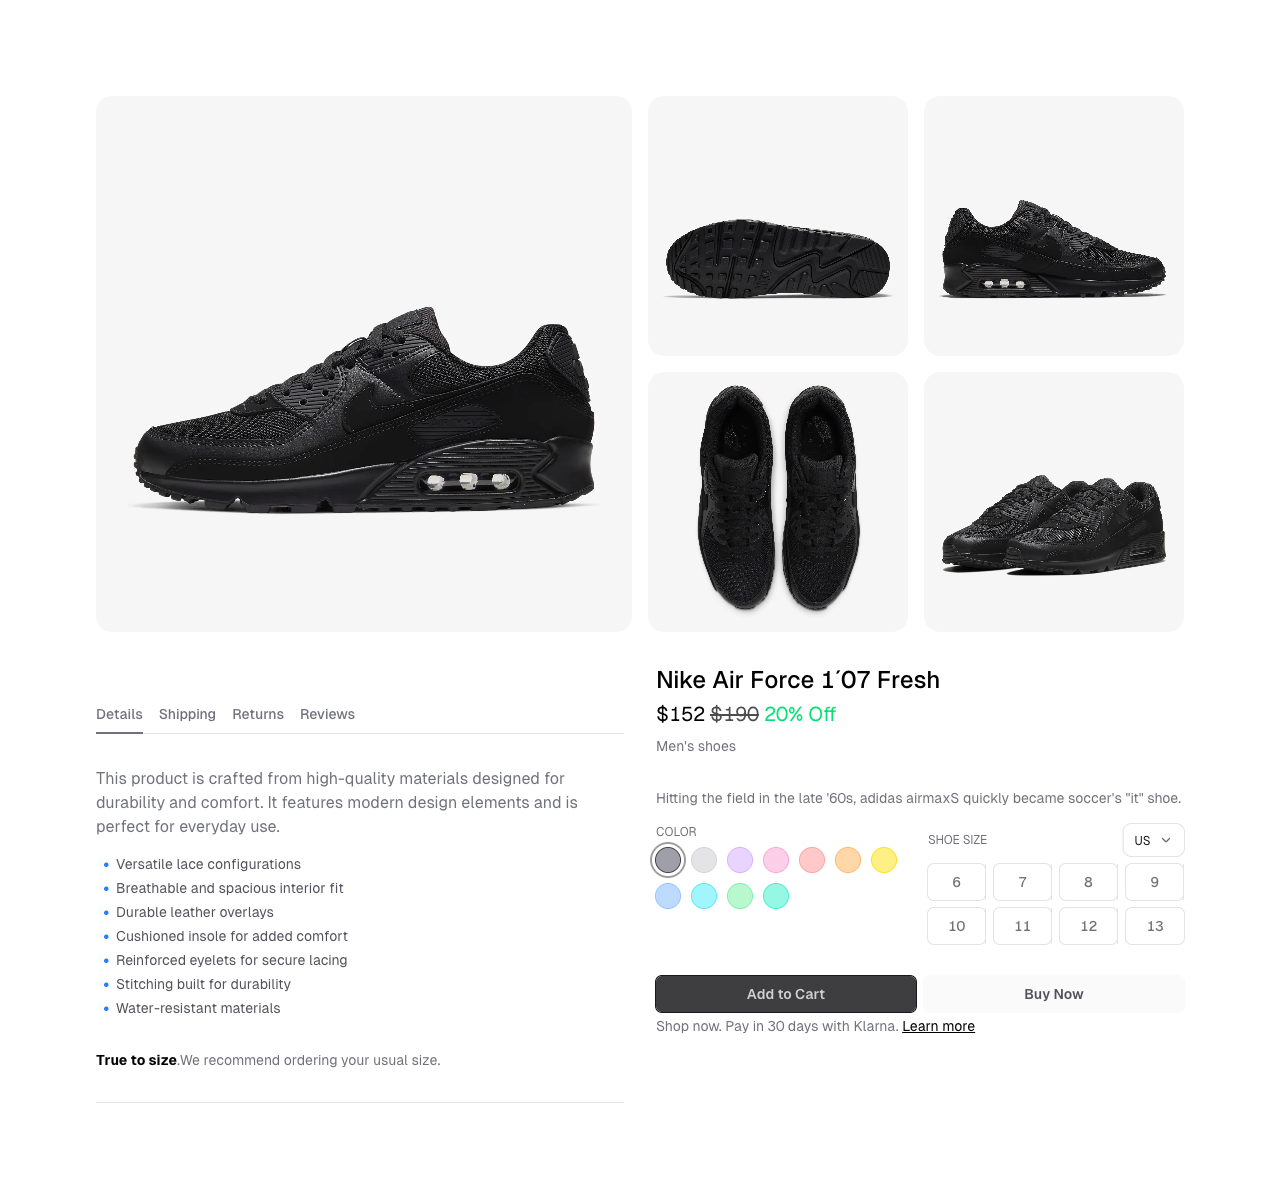 Nike Air Force 1´07 Fresh
$152 $190 20% Off
Men's shoes
Hitting the field in the late '60s, adidas airmaxS quickly became soccer's "it" shoe.
COLOR
SHOE SIZE
US
6 7 8 9
10 11 12 13
Add to Cart
Buy Now
Shop now. Pay in 30 days with Klarna. Learn more
Details Shipping Returns Reviews
This product is crafted from high-quality materials designed for
durability and comfort. It features modern design elements and is
perfect for everyday use.
Versatile lace configurations
Breathable and spacious interior fit
Durable leather overlays
Cushioned insole for added comfort
Reinforced eyelets for secure lacing
Stitching built for durability
Water-resistant materials
True to size.We recommend ordering your usual size.